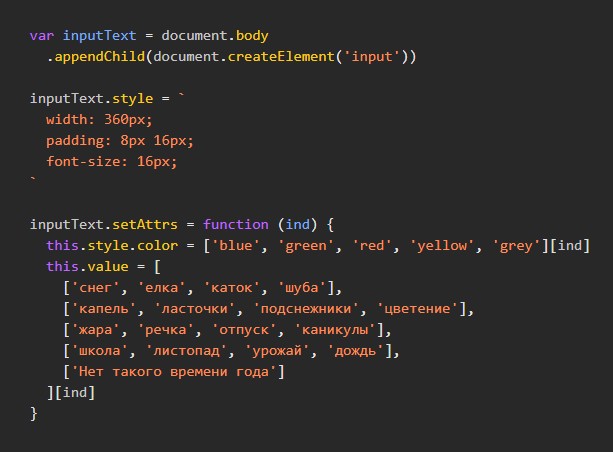 var inputText = document.body
.appendChild(document.createElement('input'))
inputText.style = `
width: 360px;
padding: 8px 16px;
font-size: 16px;
`
inputText.setAttrs = function (ind) {
this.style.color = ['blue', 'green', 'red', 'yellow', 'grey'][ind]
this.value = [
['снег', 'елка', 'каток', 'шуба'],
['капель', 'ласточки', 'подснежники', 'цветение'],
['жара', 'речка', 'отпуск', 'каникулы'],
['школа', 'листопад', 'урожай', 'дождь'],
['Нет такого времени года']
][ind]
}